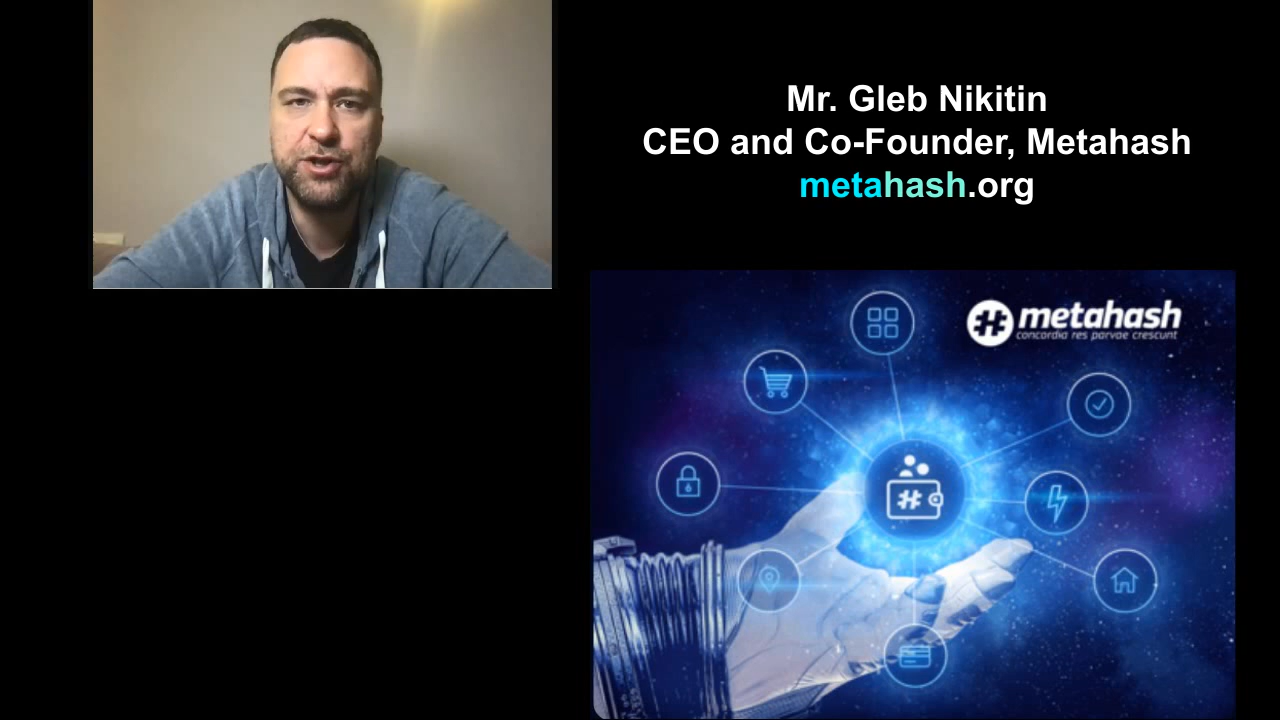 Mr. Gleb Nikitin
CEO and Co-Founder, Metahash
metahash.org
metahash
concordia res parvae crescunt